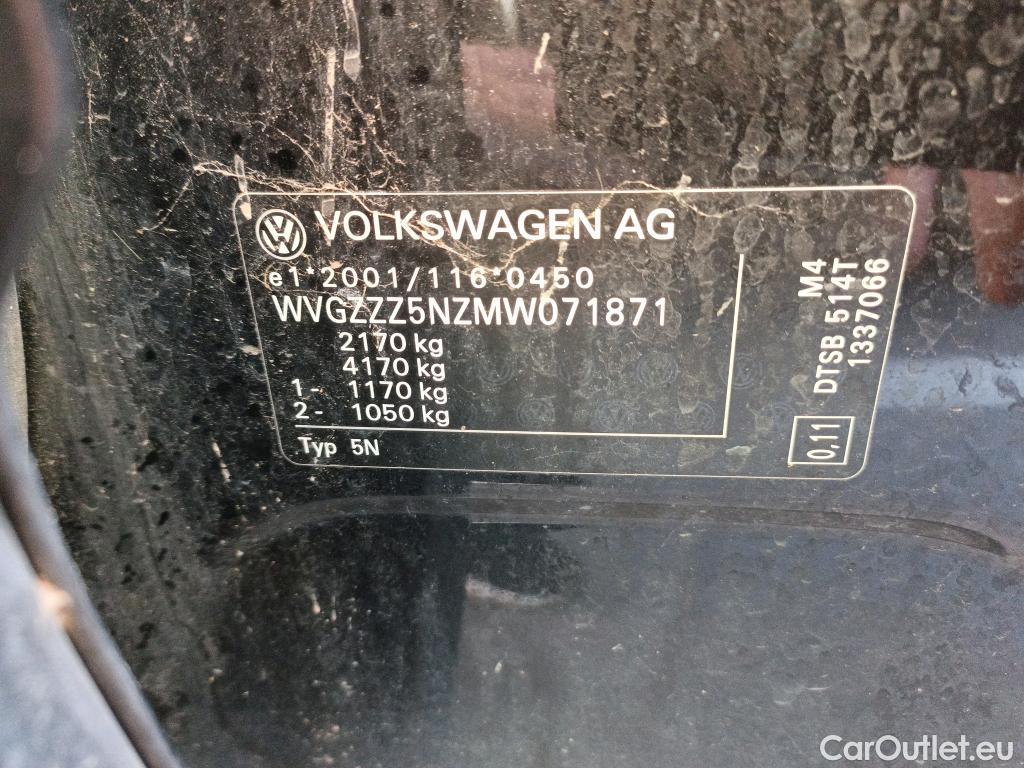 VOLKSWAGEN AG
e1*2001/116*0450
WVGZZZ5NZMW071871
2170 kg
4170 kg
1- 1170 kg
2- 1050 kg
Typ 5N
M4
DTSB 514T
1337066
0,11
CarOutlet.eu